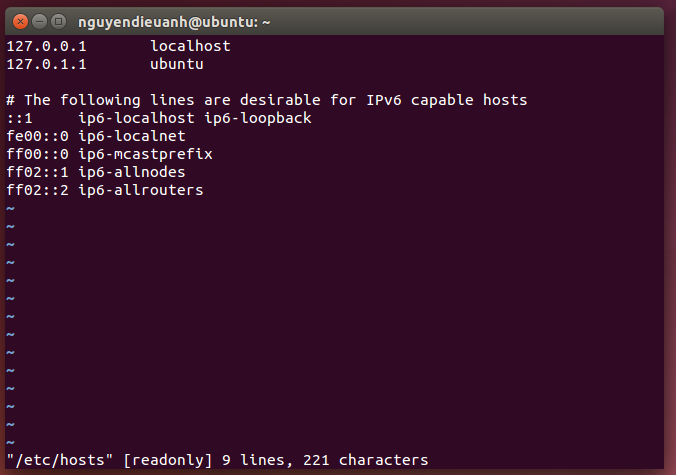 nguyendieuanh@ubuntu: ~
127.0.0.1       localhost
127.0.1.1       ubuntu

# The following lines are desirable for IPv6 capable hosts
::1     ip6-localhost ip6-loopback
fe00::0 ip6-localnet
ff00::0 ip6-mcastprefix
ff02::1 ip6-allnodes
ff02::2 ip6-allrouters
~
~
~
~
~
~
~
~
~
~
~
~
~
~
"/etc/hosts" [readonly] 9 lines, 221 characters